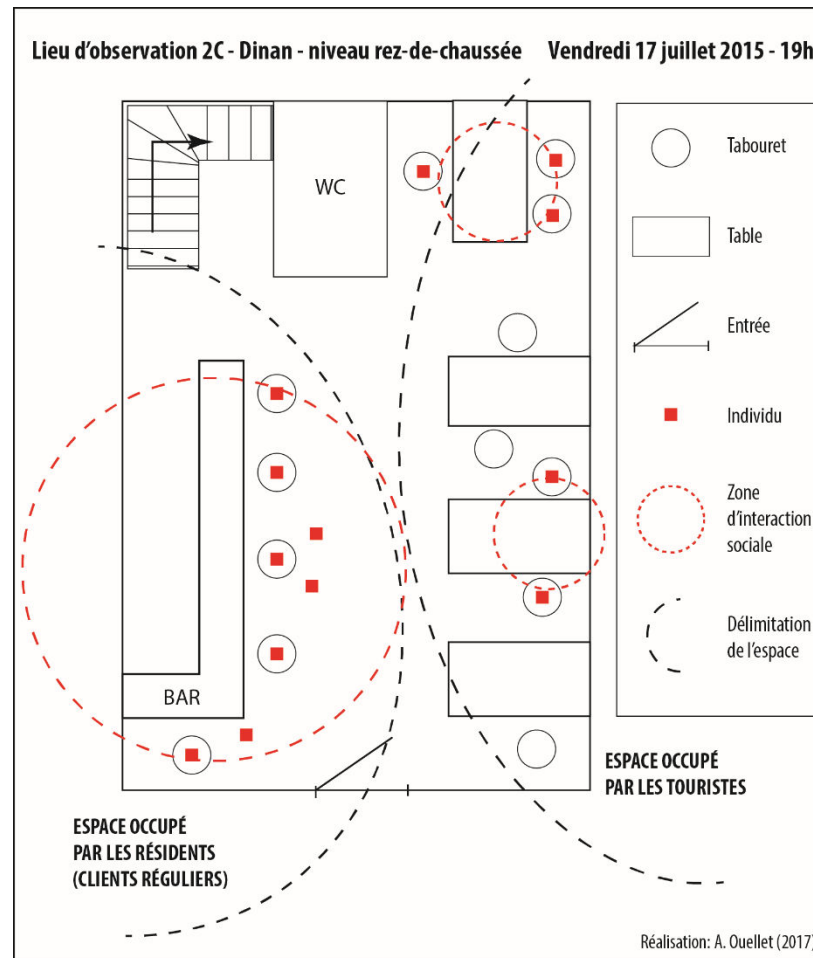 Lieu d'observation 2C - Dinan - niveau rez-de-chaussée Vendredi 17 juillet 2015 - 19h
WC
BAR
Tabouret
Table
Entrée
Individu
Zone
d'interaction
sociale
Délimitation
de l'espace
ESPACE OCCUPÉ
PAR LES TOURISTES
ESPACE OCCUPÉ
PAR LES RÉSIDENTS
(CLIENTS RÉGULIERS)
Réalisation: A. Ouellet (2017)